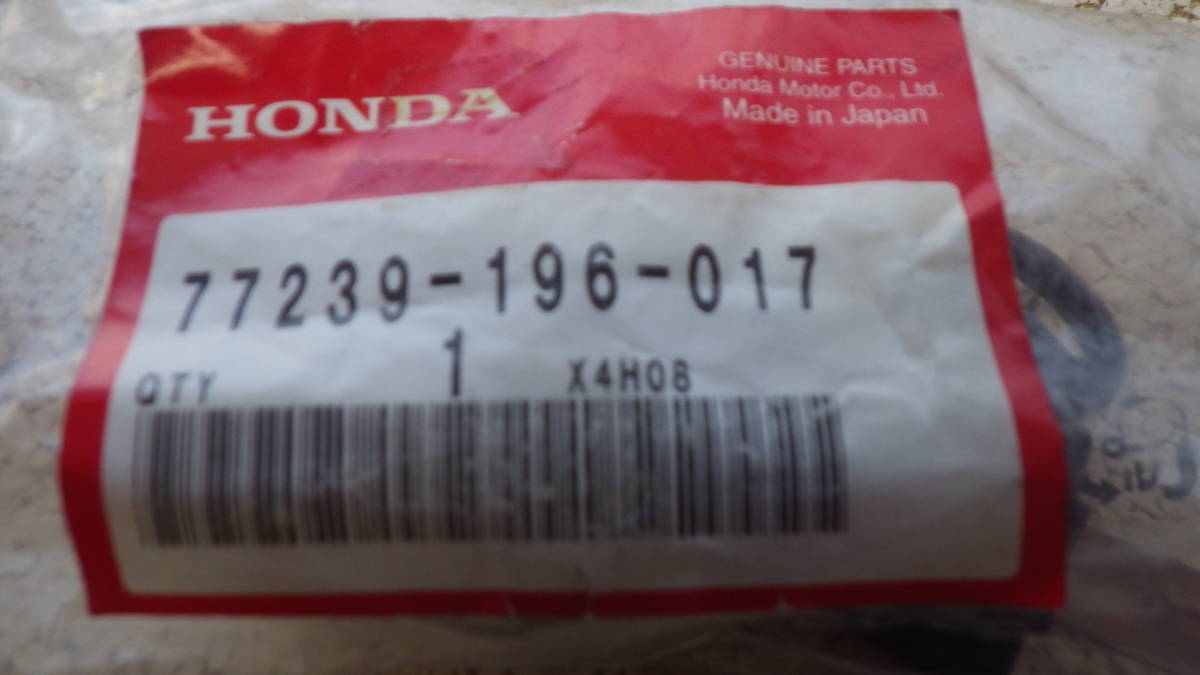 HONDA
GENUINE PARTS
Honda Motor Co., Ltd.
Made in Japan
77239-196-017
QTY 1 X4H08